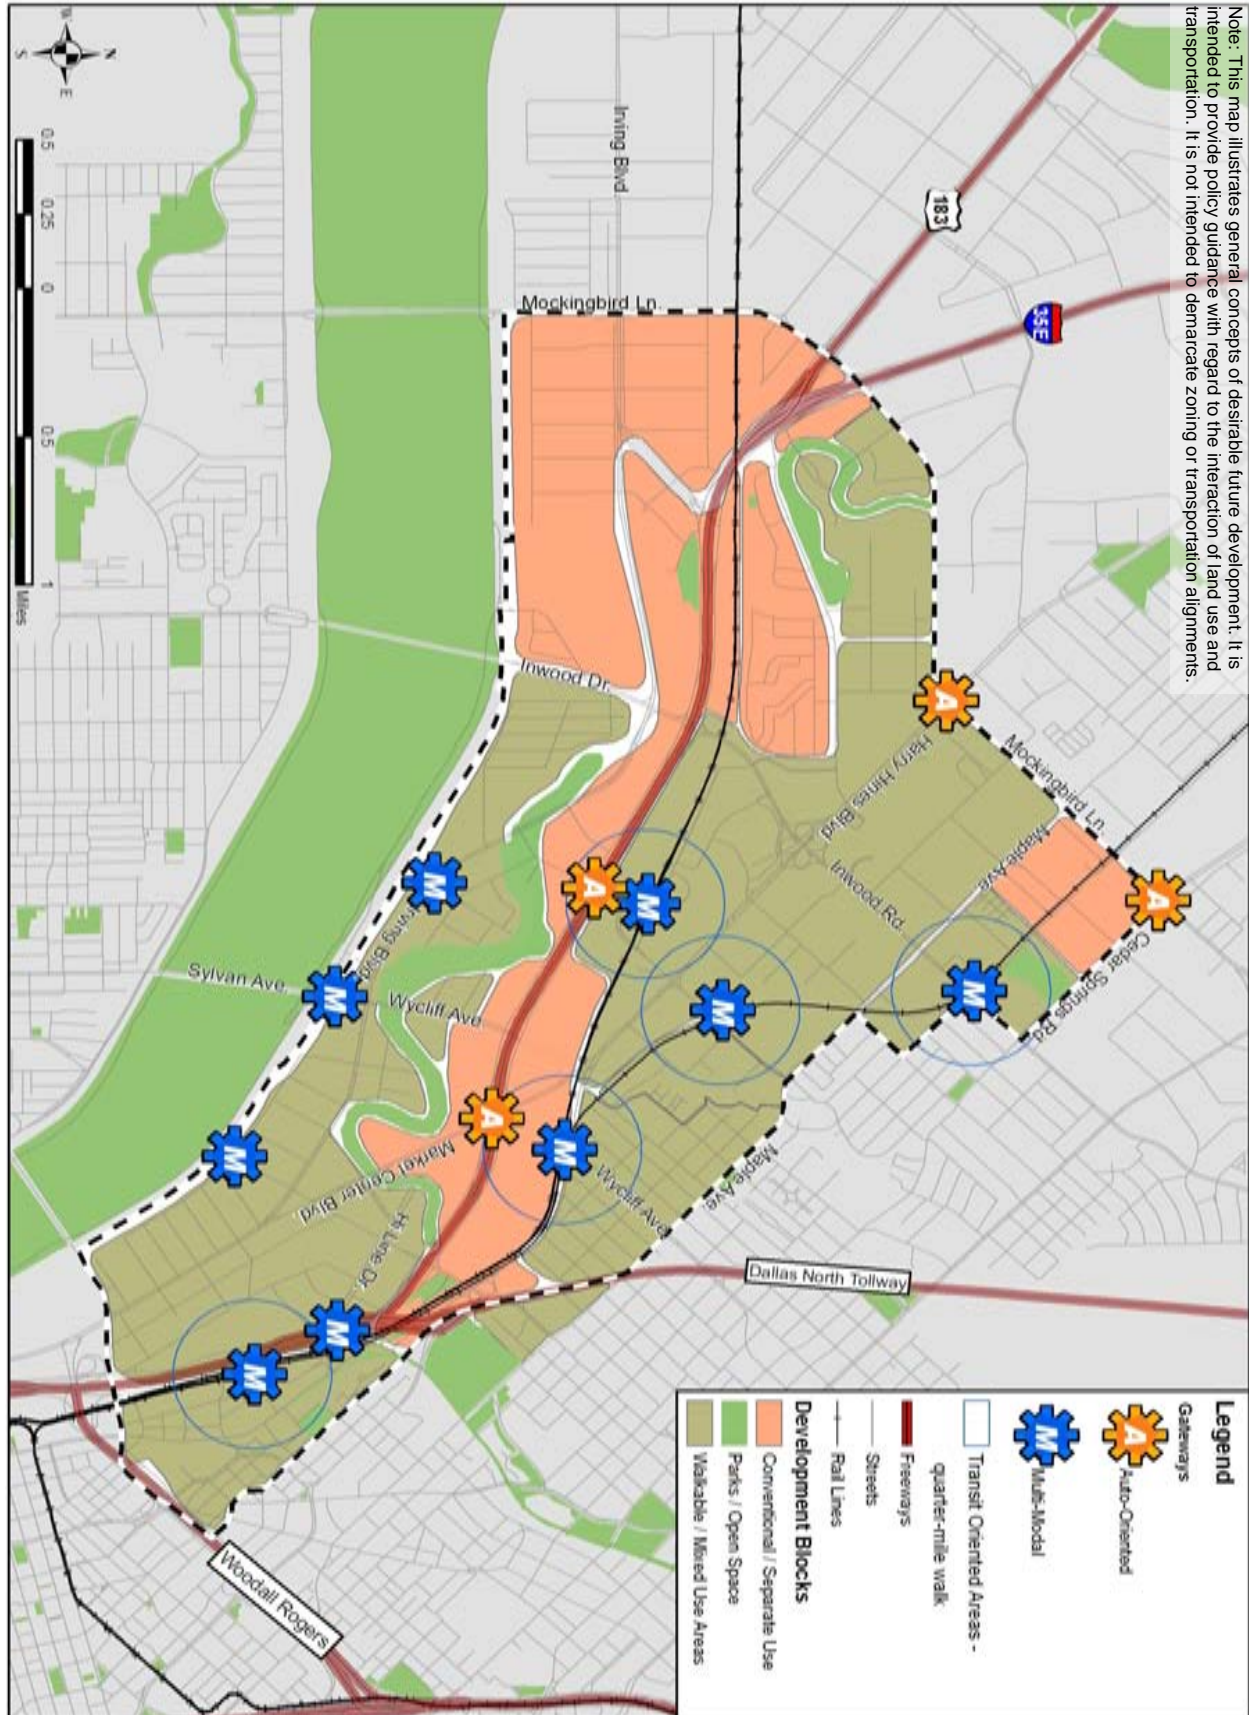 Note: This map illustrates general concepts of desirable future development. It is
intended to provide policy guidance with regard to the interaction of land use and
transportation. It is not intended to demarcate zoning or transportation alignments.
N
W
E
S
0.5
0.25
0
0.5
1
Miles
Irving Blvd.
183
35E
Mockingbird Ln.
Inwood Dr.
A
Mockingbird Ln.
Harry Hines Blvd
Maple Ave.
Inwood Rd.
A
Cedar Springs Rd
M
A
M
M
M
Irving Blvd
Sylvan Ave
M
Wycliff Ave
A
M
Wycliff Ave
Maple Ave.
M
Market Center Blvd.
Hi Line Dr.
Dallas North Tollway
M
M
Woodall Rogers
Legend
Gateways
A
Auto-Oriented
M
Multi-Modal
Transit Oriented Areas -
quarter-mile walk
Freeways
Streets
Rail Lines
Development Blocks
Conventional / Separate Use
Parks / Open Space
Walkable / Mixed Use Areas